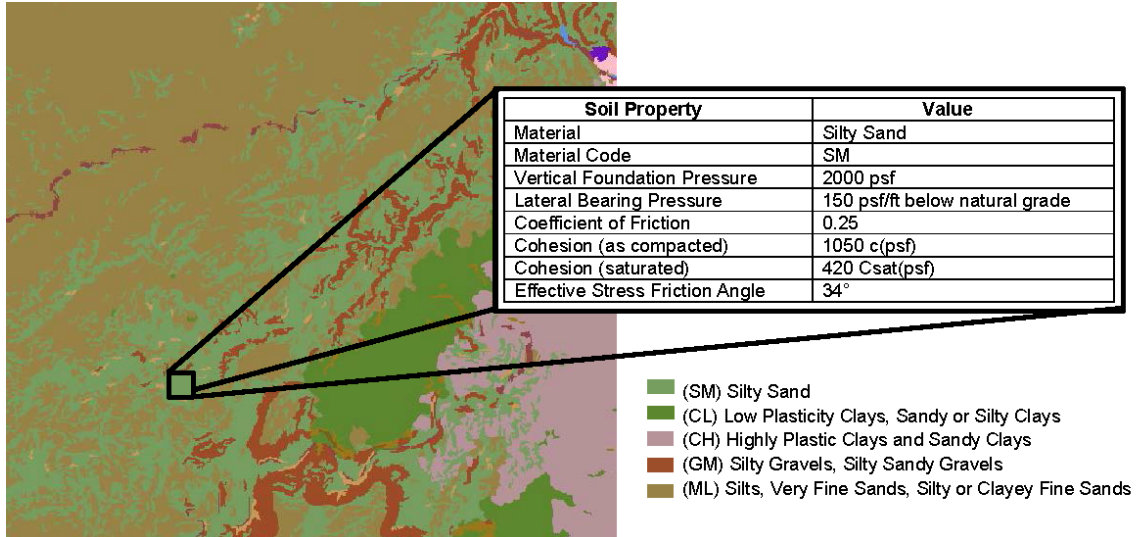 Soil Property Value
Material Silty Sand
Material Code SM
Vertical Foundation Pressure 2000 psf
Lateral Bearing Pressure 150 psf/ft below natural grade
Coefficient of Friction 0.25
Cohesion (as compacted) 1050 c(psf)
Cohesion (saturated) 420 Csat(psf)
Effective Stress Friction Angle 34°
(SM) Silty Sand
(CL) Low Plasticity Clays, Sandy or Silty Clays
(CH) Highly Plastic Clays and Sandy Clays
(GM) Silty Gravels, Silty Sandy Gravels
(ML) Silts, Very Fine Sands, Silty or Clayey Fine Sands